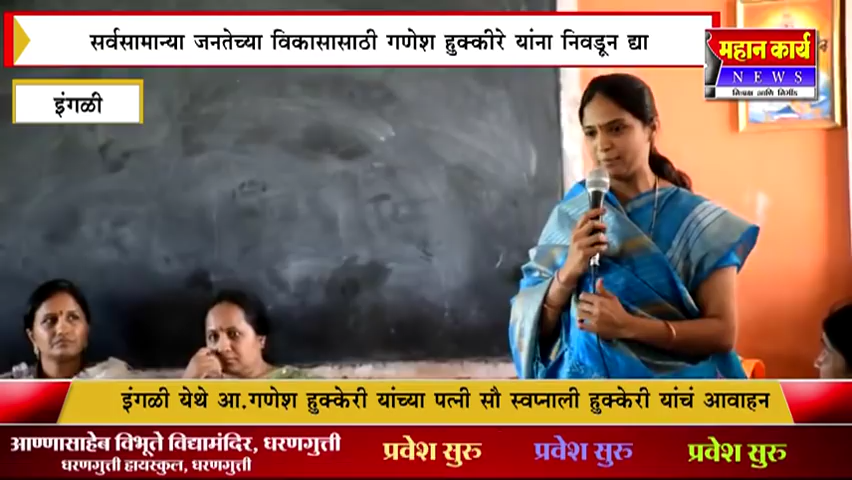 सर्वसामान्या जनतेच्या विकासासाठी गणेश हुक्कीरे यांना निवडून द्या
महान कार्य
NEWS
इंगळी
इंगळी येथे आ.गणेश हुक्केरी यांच्या पत्नी सौ स्वप्नाली हुक्केरी यांचं आवाहन
आण्णासाहेब विभूते विद्यामंदिर, धरणगुत्ती
धरणगुत्ती हायस्कुल, धरणगुत्ती
प्रवेश सुरु प्रवेश सुरु प्रवेश सुरु